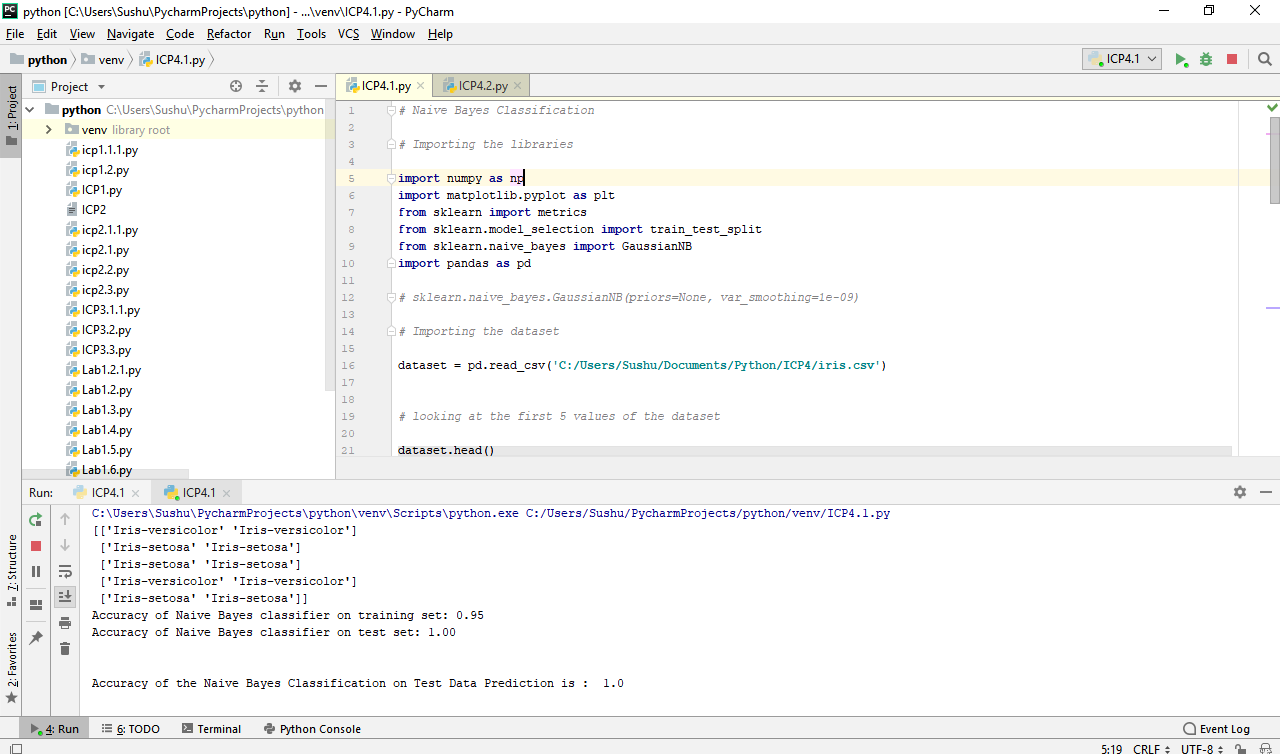 python [C:\Users\Sushu\PycharmProjects\python] - ...\venv\ICP4.1.py - PyCharm
File Edit View Navigate Code Refactor Run Tools VCS Window Help
python venv ICP4.1.py ICP4.1
Project
ICP4.1.py ICP4.2.py
1: Project
python C:\Users\Sushu\PycharmProjects\python
venv library root
icp1.1.1.py
icp1.2.py
ICP1.py
ICP2
icp2.1.1.py
icp2.1.py
icp2.2.py
icp2.3.py
ICP3.1.1.py
ICP3.2.py
ICP3.3.py
Lab1.2.1.py
Lab1.2.py
Lab1.3.py
Lab1.4.py
Lab1.5.py
Lab1.6.py
1 # Naive Bayes Classification
2
3 # Importing the libraries
4
5 import numpy as np
6 import matplotlib.pyplot as plt
7 from sklearn import metrics
8 from sklearn.model_selection import train_test_split
9 from sklearn.naive_bayes import GaussianNB
10 import pandas as pd
11
12 # sklearn.naive_bayes.GaussianNB(priors=None, var_smoothing=1e-09)
13
14 # Importing the dataset
15
16 dataset = pd.read_csv('C:/Users/Sushu/Documents/Python/ICP4/iris.csv')
17
18
19 # looking at the first 5 values of the dataset
20
21 dataset.head()
Run: ICP4.1 ICP4.1
C:\Users\Sushu\PycharmProjects\python\venv\Scripts\python.exe C:/Users/Sushu/PycharmProjects/python/venv/ICP4.1.py
[['Iris-versicolor' 'Iris-versicolor']
['Iris-setosa' 'Iris-setosa']
['Iris-setosa' 'Iris-setosa']
['Iris-versicolor' 'Iris-versicolor']
['Iris-setosa' 'Iris-setosa']]
Accuracy of Naive Bayes classifier on training set: 0.95
Accuracy of Naive Bayes classifier on test set: 1.00
Accuracy of the Naive Bayes Classification on Test Data Prediction is :  1.0
7: Structure
2: Favorites
4: Run 6: TODO Terminal Python Console Event Log
5:19 CRLF UTF-8